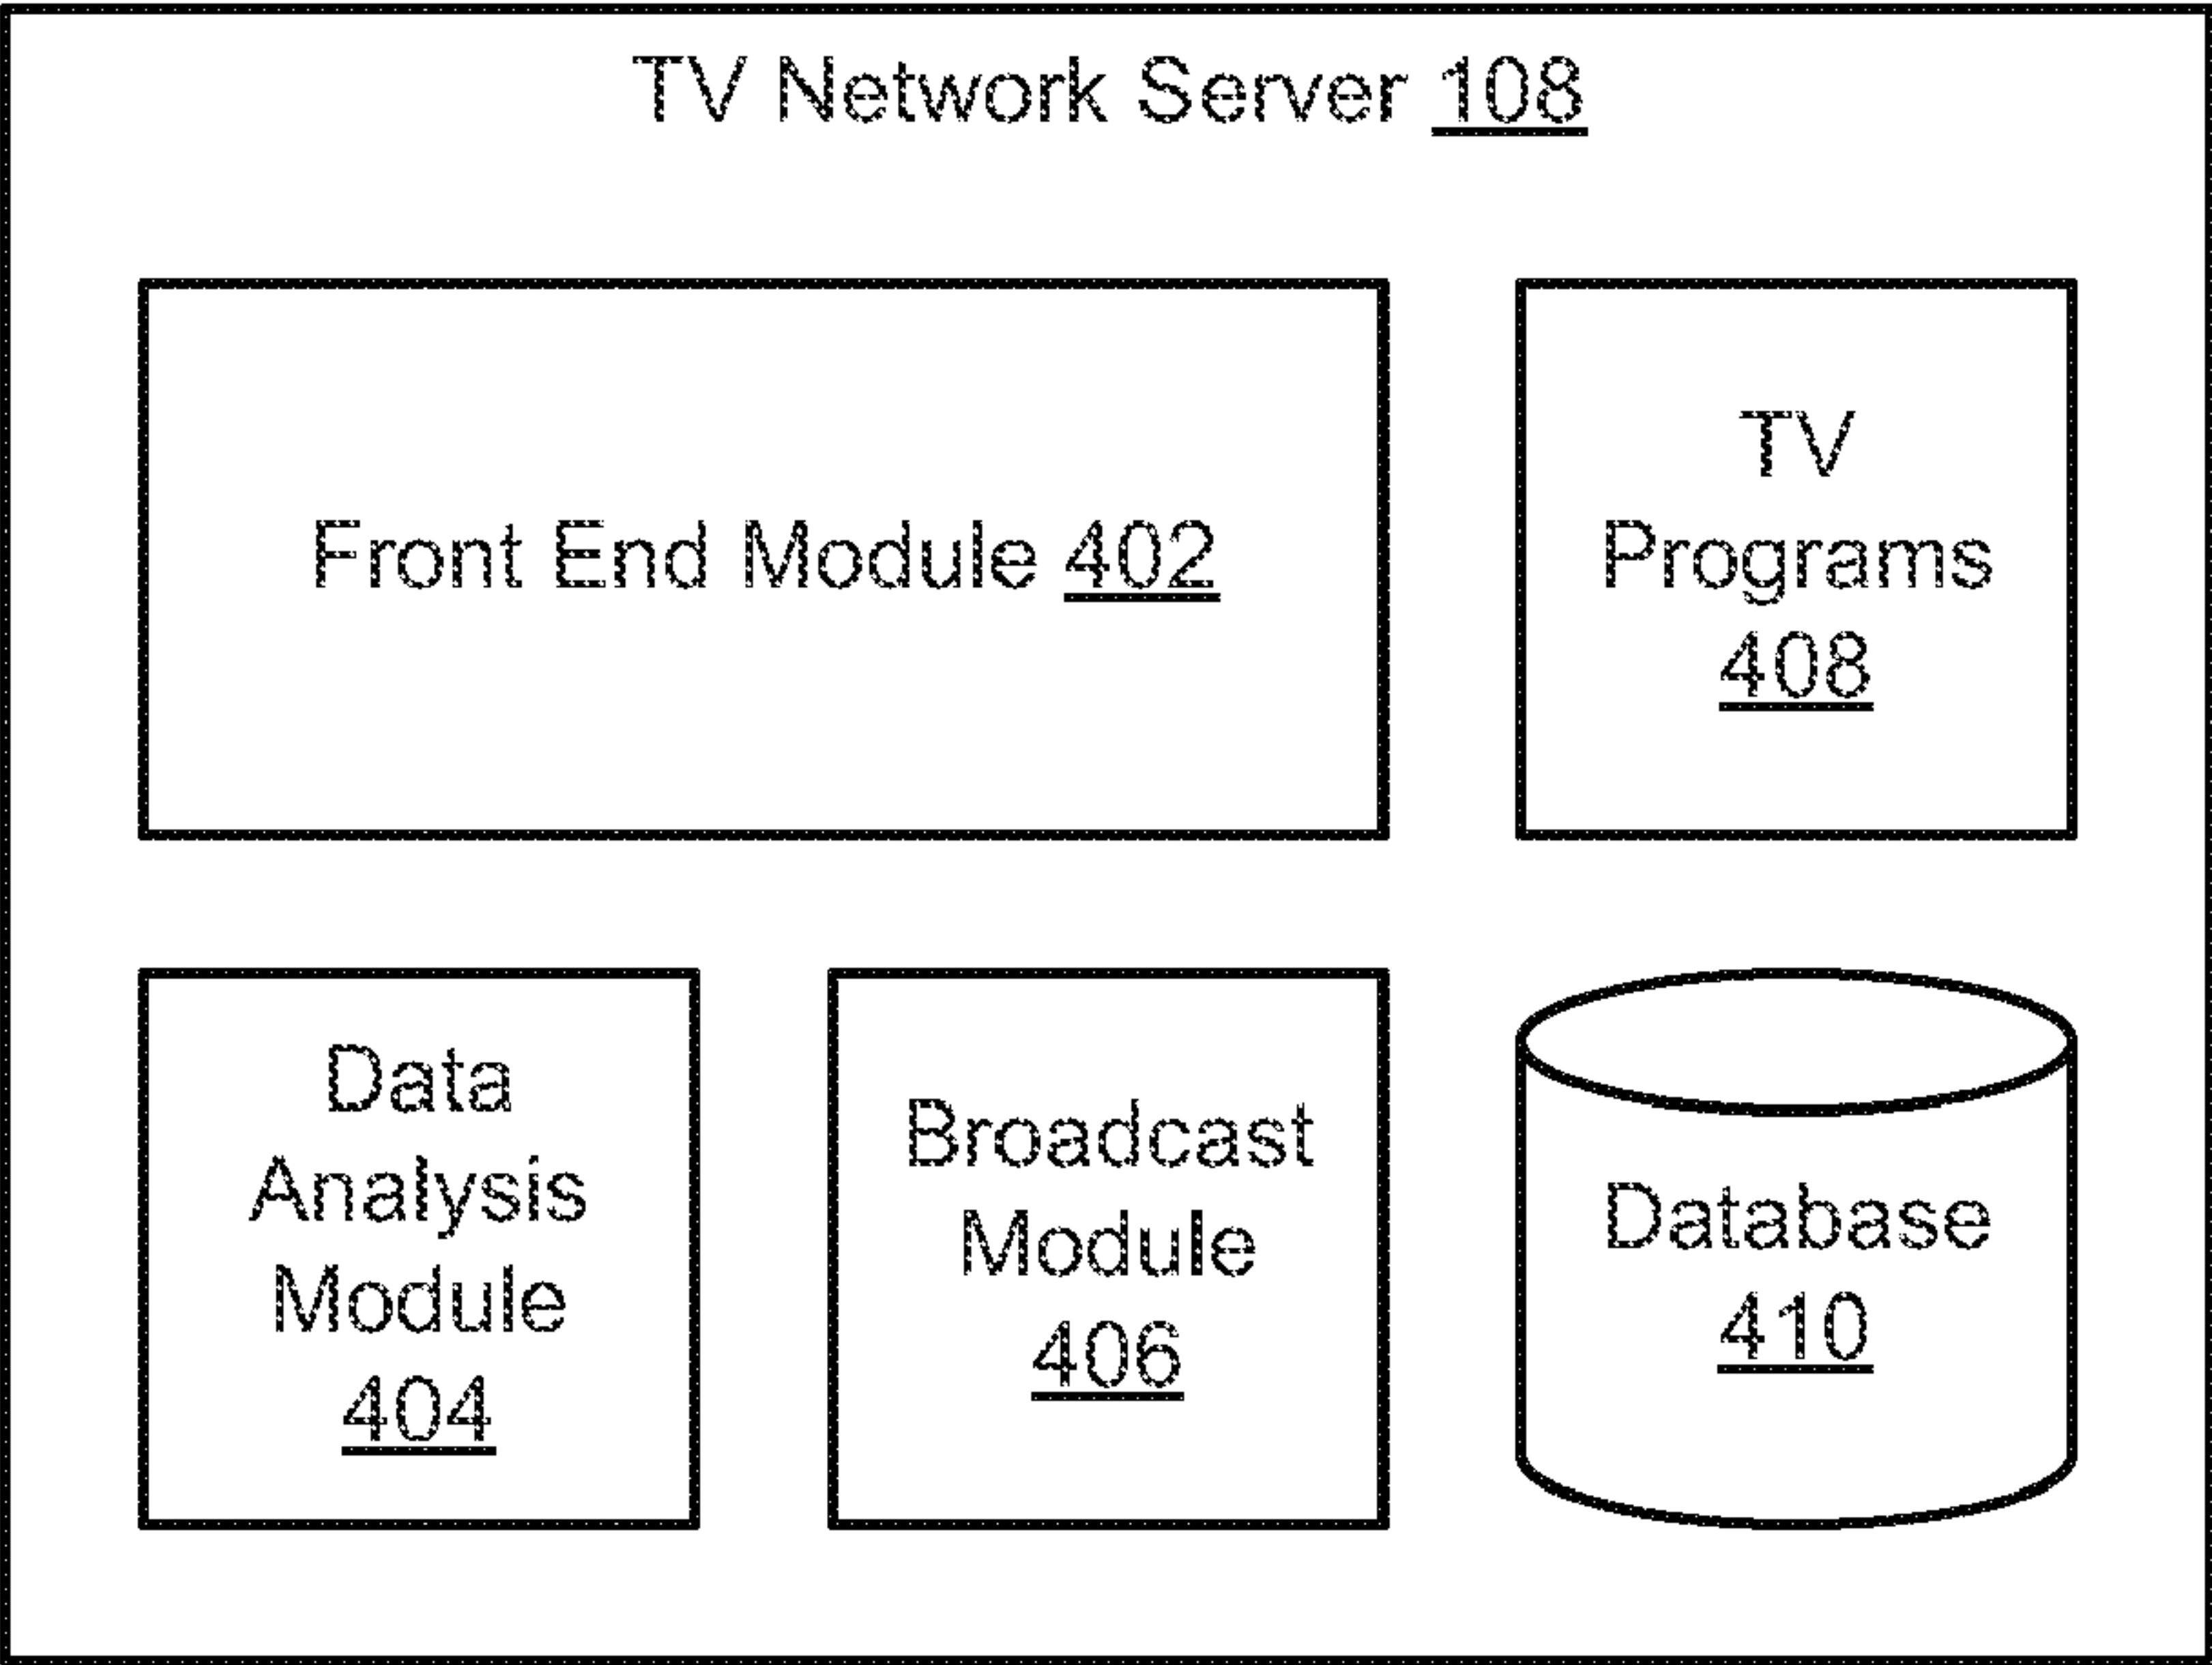 TV Network Server 108
Front End Module 402
TV
Programs
408
Data
Analysis
Module
404
Broadcast
Module
406
Database
410